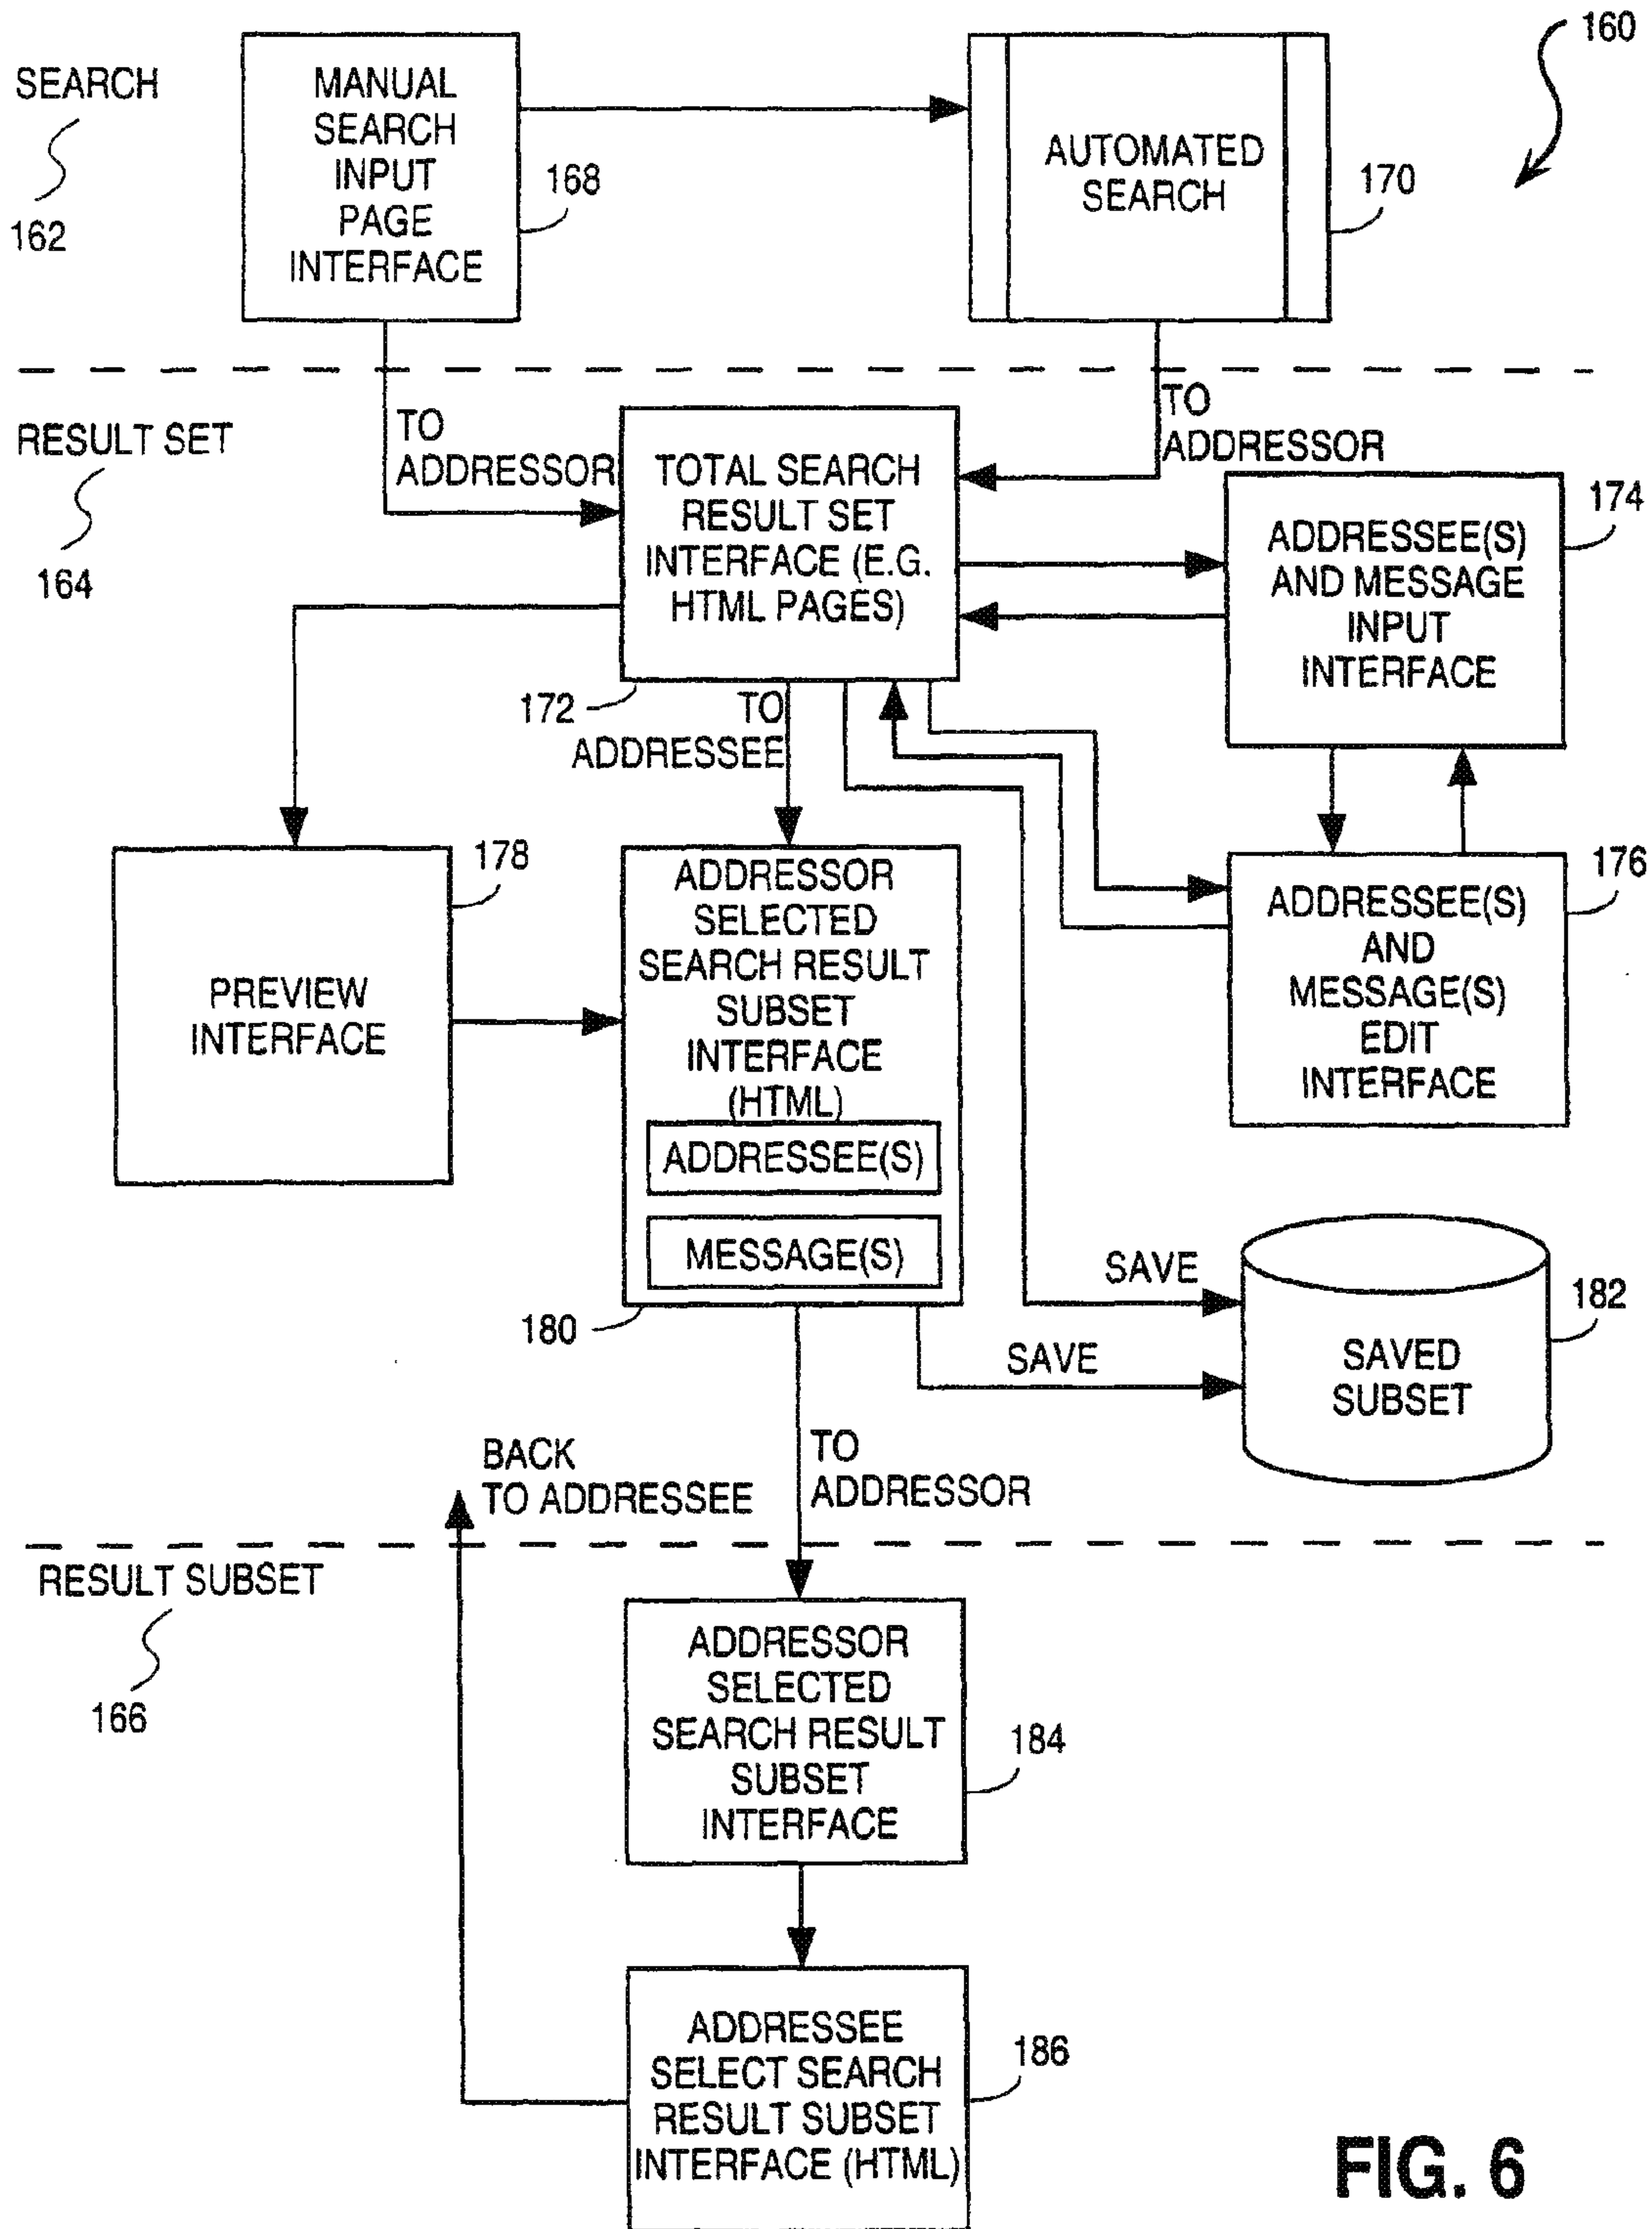 160
SEARCH
162
MANUAL
SEARCH
INPUT
PAGE
INTERFACE
168
AUTOMATED
SEARCH
170
RESULT SET
164
TO
ADDRESSOR
TOTAL SEARCH
RESULT SET
INTERFACE (E.G.
HTML PAGES)
172
TO
ADDRESSOR
ADDRESSEE(S)
AND MESSAGE
INPUT
INTERFACE
174
TO
ADDRESSEE
PREVIEW
INTERFACE
178
ADDRESSOR
SELECTED
SEARCH RESULT
SUBSET
INTERFACE
(HTML)
ADDRESSEE(S)
MESSAGE(S)
180
ADDRESSEE(S)
AND
MESSAGE(S)
EDIT
INTERFACE
176
SAVE
SAVE
SAVED
SUBSET
182
BACK
TO ADDRESSEE
TO
ADDRESSOR
RESULT SUBSET
166
ADDRESSOR
SELECTED
SEARCH RESULT
SUBSET
INTERFACE
184
ADDRESSEE
SELECT SEARCH
RESULT SUBSET
INTERFACE (HTML)
186
FIG. 6